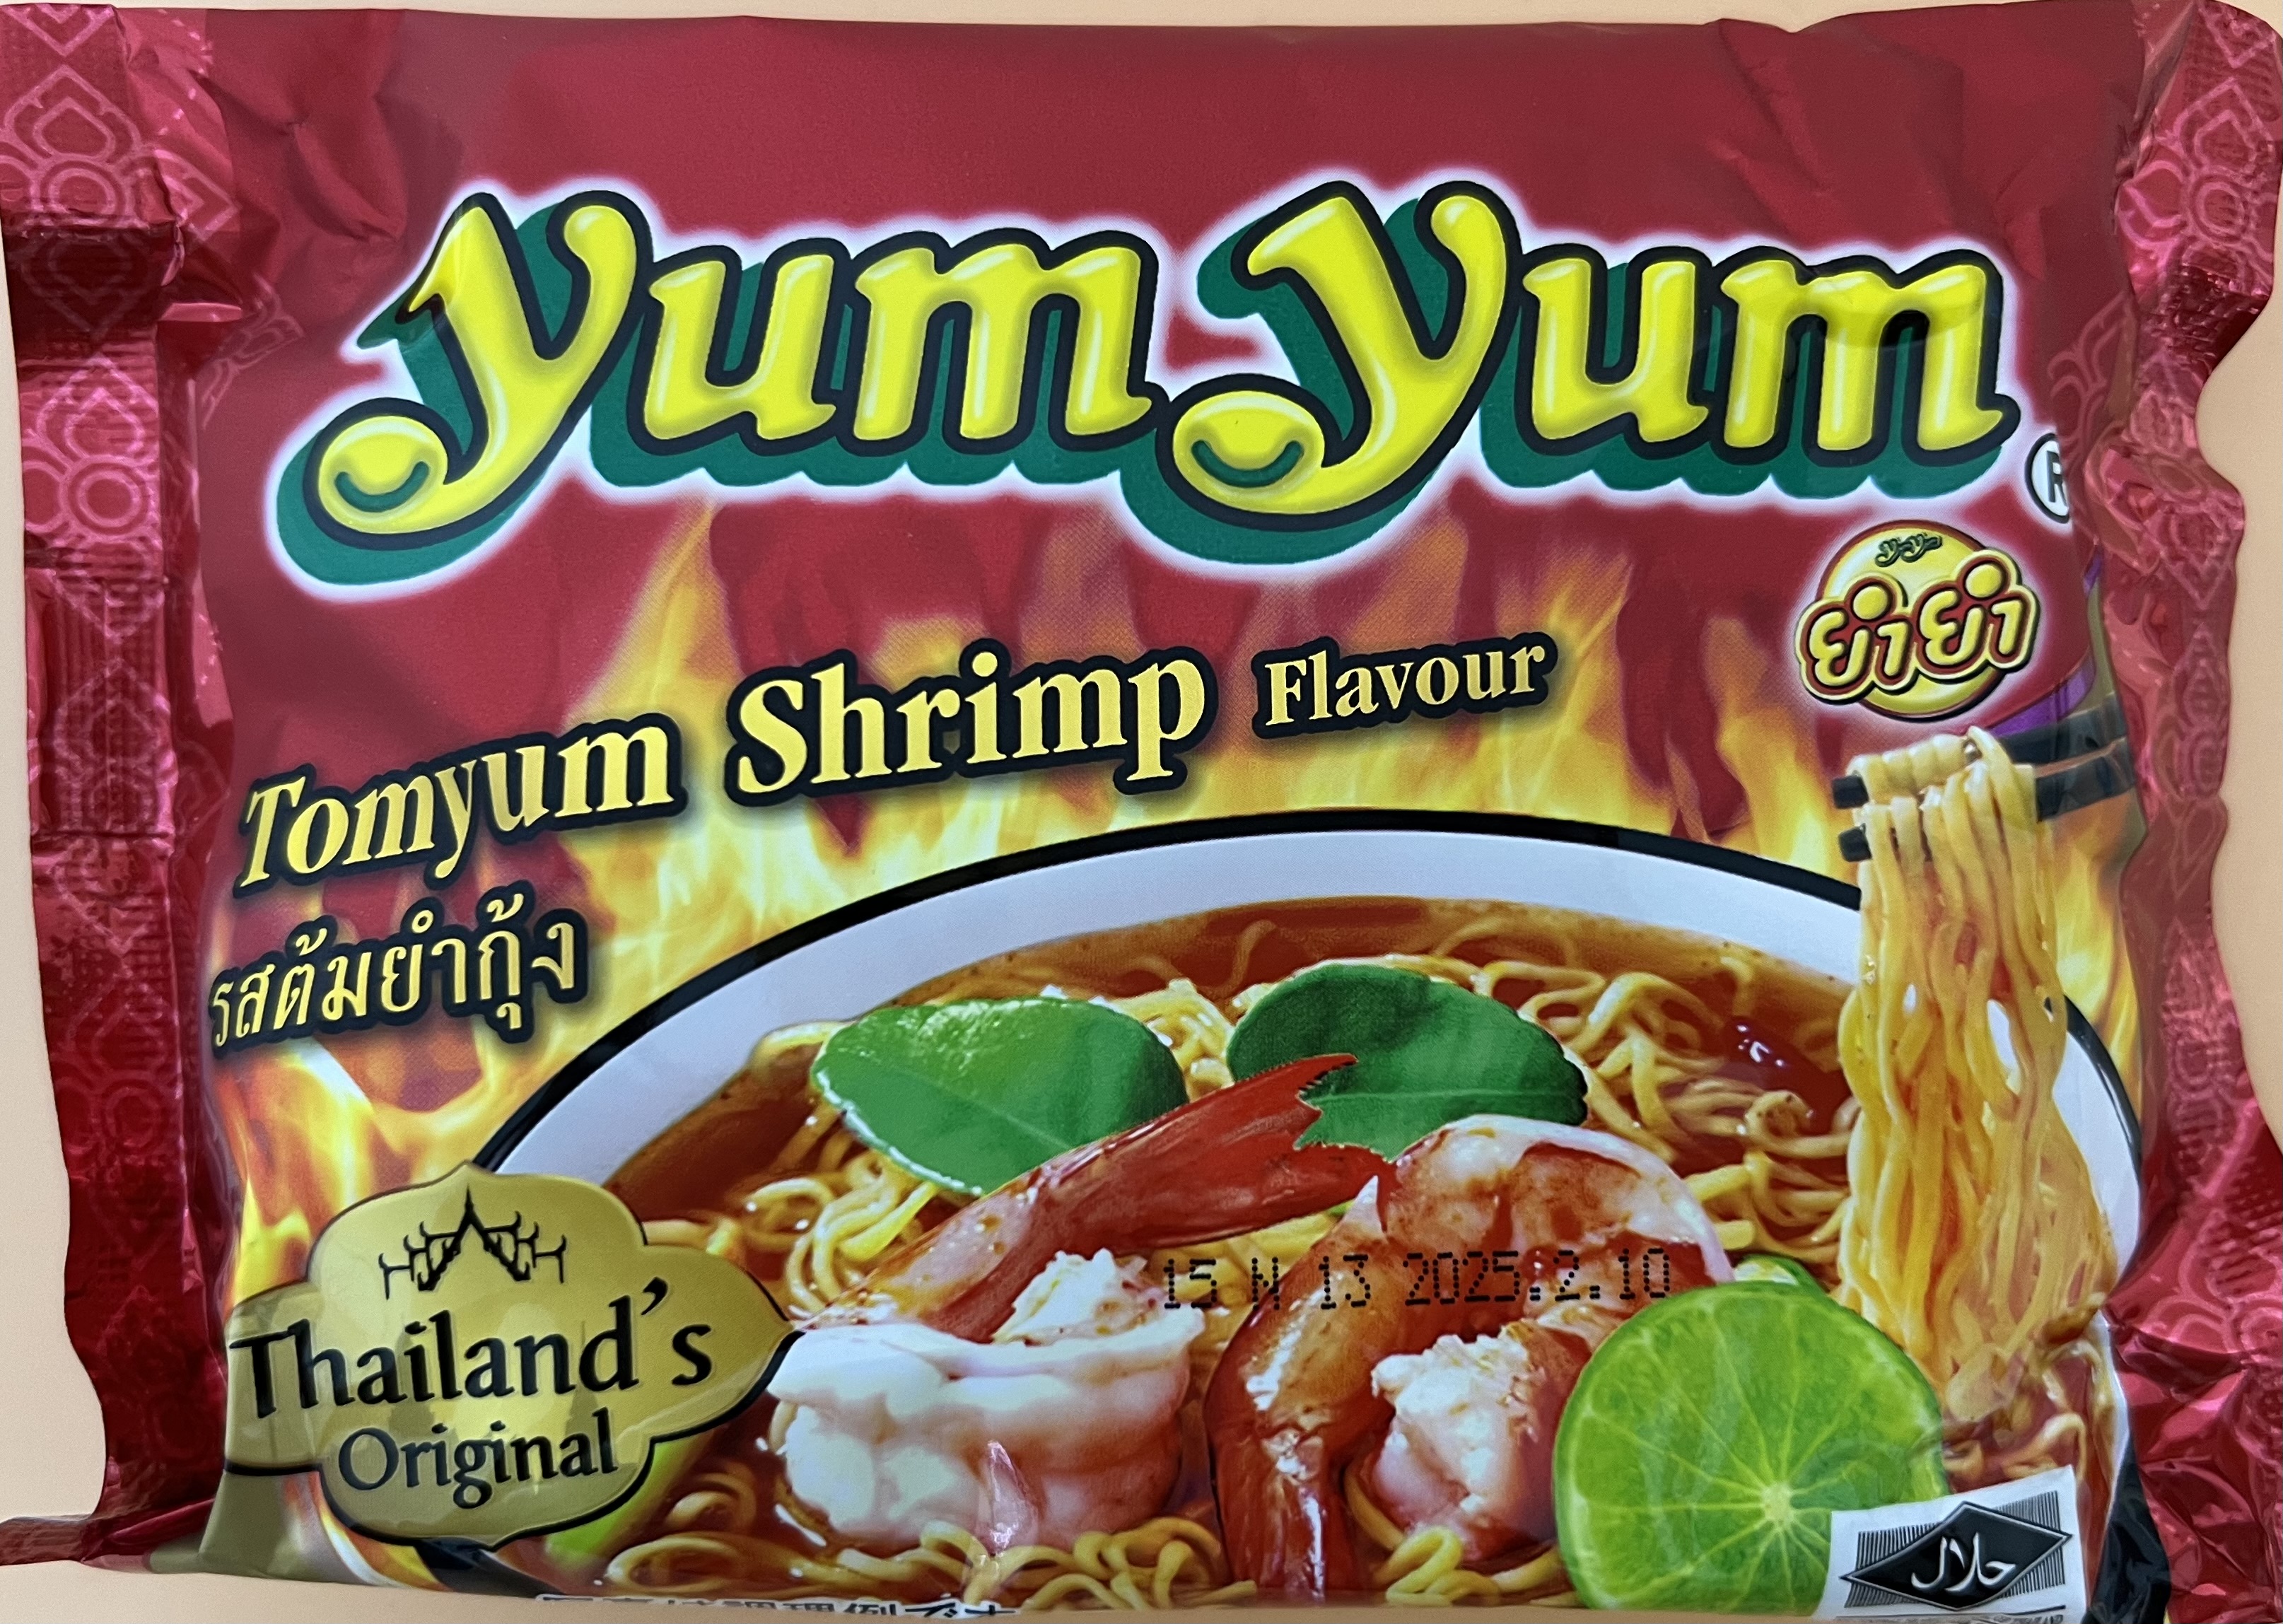 Yum Yum ®
ยำยำ
Tomyum Shrimp Flavour
รสต้มยำกุ้ง
Thailand's
Original
15 N 13 2025.2.10
حلال